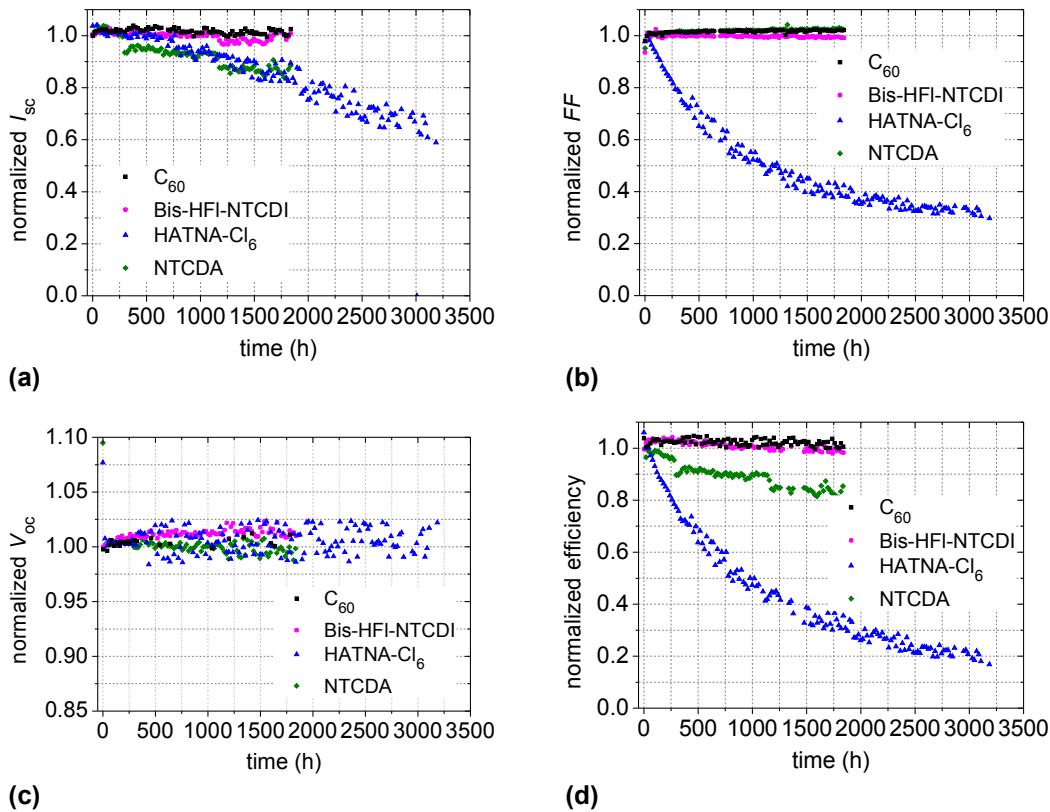 1.0
0.8
0.6
0.4
0.2
0.0
normalized Isc
C60
Bis-HFl-NTCDI
HATNA-Cl6
NTCDA
0 500 1000 1500 2000 2500 3000 3500
time (h)
(a)
1.0
0.8
0.6
0.4
0.2
0.0
normalized FF
C60
Bis-HFl-NTCDI
HATNA-Cl6
NTCDA
0 500 1000 1500 2000 2500 3000 3500
time (h)
(b)
1.10
1.05
1.00
0.95
0.90
0.85
normalized Voc
C60
Bis-HFl-NTCDI
HATNA-Cl6
NTCDA
0 500 1000 1500 2000 2500 3000 3500
time (h)
(c)
1.0
0.8
0.6
0.4
0.2
0.0
normalized efficiency
C60
Bis-HFl-NTCDI
HATNA-Cl6
NTCDA
0 500 1000 1500 2000 2500 3000 3500
time (h)
(d)